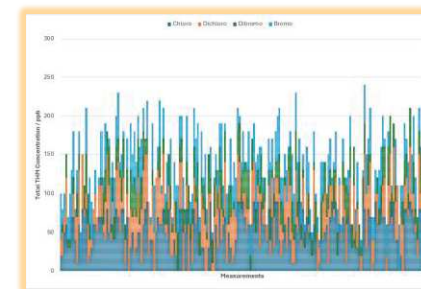 Chloro Dichloro Dibromo Bromo
300
250
200
150
100
50
0
Total THM Concentration / ppb
Measurements